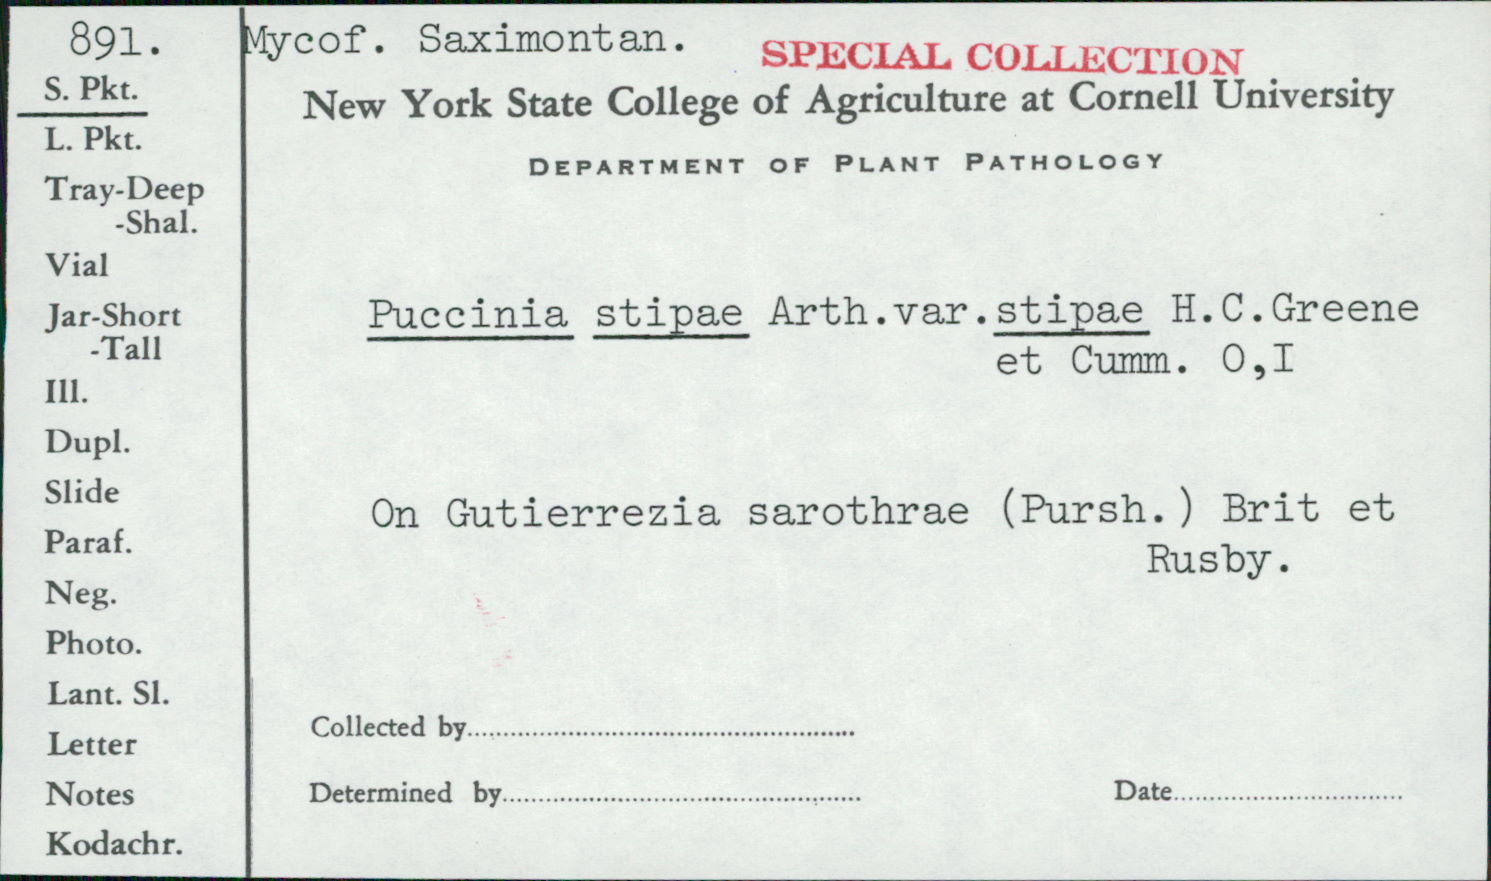 891.
S. Pkt.
L. Pkt.
Tray-Deep
-Shal.
Vial
Jar-Short
-Tall
Ill.
Dupl.
Slide
Paraf.
Neg.
Photo.
Lant. Sl.
Letter
Notes
Kodachr.
Mycof. Saximontan.
SPECIAL COLLECTION
New York State College of Agriculture at Cornell University
DEPARTMENT OF PLANT PATHOLOGY
Puccinia stipae Arth.var.stipae H.C.Greene
et Cumm. O,I
On Gutierrezia sarothrae (Pursh.) Brit et
Rusby.
Collected by
Determined by
Date